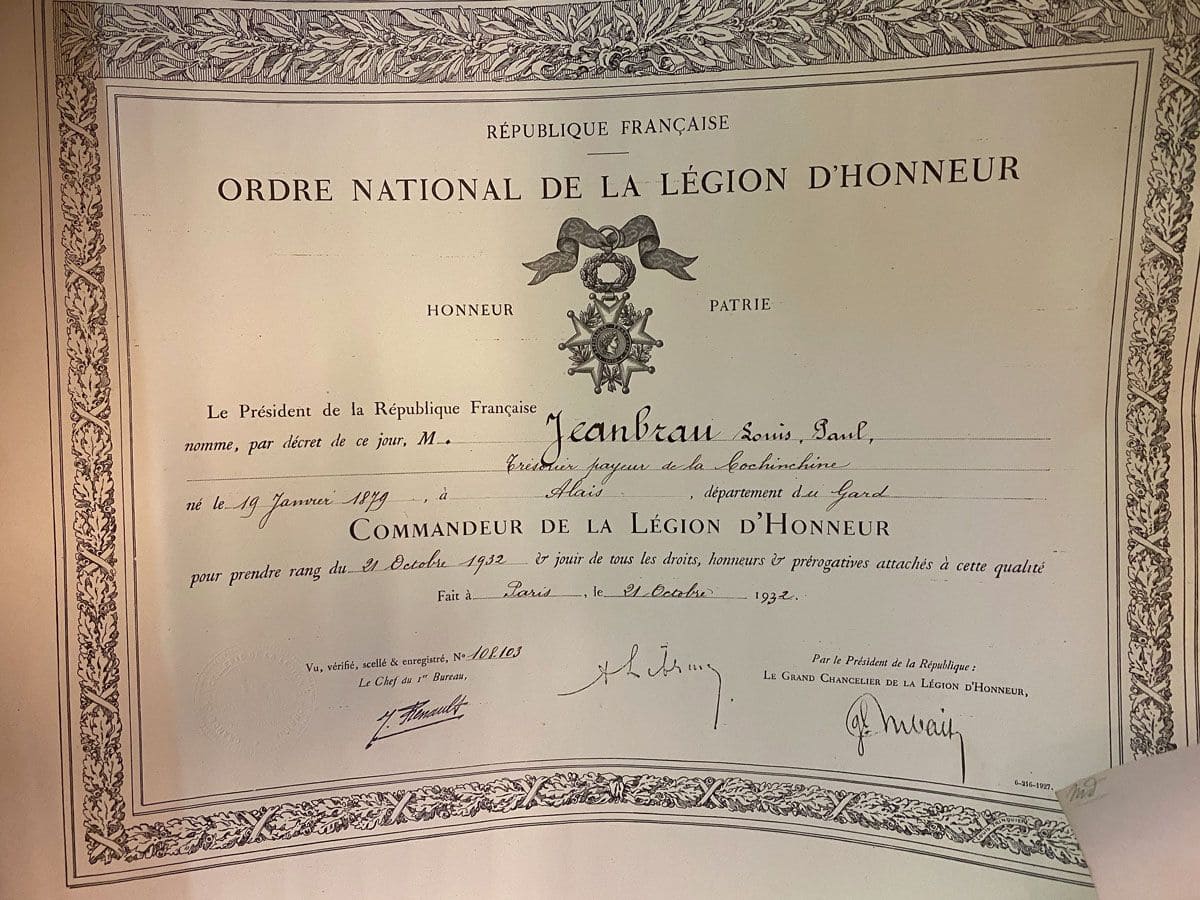 RÉPUBLIQUE FRANÇAISE
ORDRE NATIONAL DE LA LÉGION D'HONNEUR
HONNEUR PATRIE
Le Président de la République Française
nomme, par décret de ce jour, M. Jeanbrau Louis, Paul,
Trésorier payeur de la Cochinchine
né le 19 Janvier 1879, à Alais, département du Gard
COMMANDEUR DE LA LÉGION D'HONNEUR
pour prendre rang du 21 Octobre 1932 & jouir de tous les droits, honneurs & prérogatives attachés à cette qualité
Fait à Paris, le 21 Octobre 1932.
Vu, vérifié, scellé & enregistré, Nº 108.103
Le Chef du 1er Bureau,
J. Renault
Par le Président de la République :
LE GRAND CHANCELIER DE LA LÉGION D'HONNEUR,
6-216-1927.